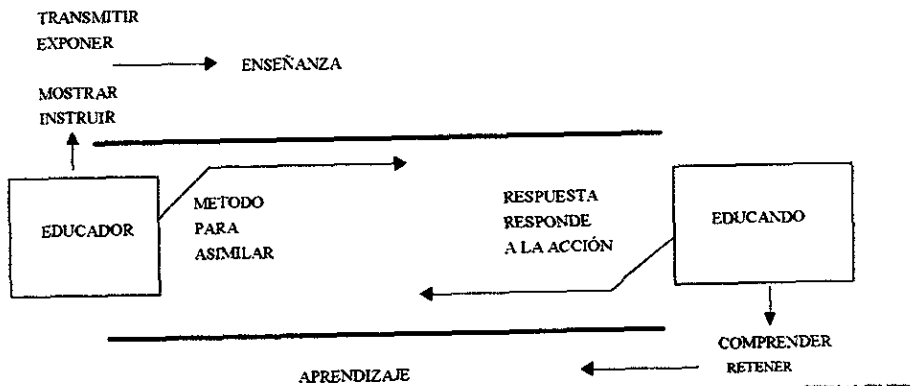 TRANSMITIR
EXPONER
ENSEÑANZA
MOSTRAR
INSTRUIR
EDUCADOR
METODO
PARA
ASIMILAR
RESPUESTA
RESPONDE
A LA ACCIÓN
EDUCANDO
COMPRENDER
RETENER
APRENDIZAJE